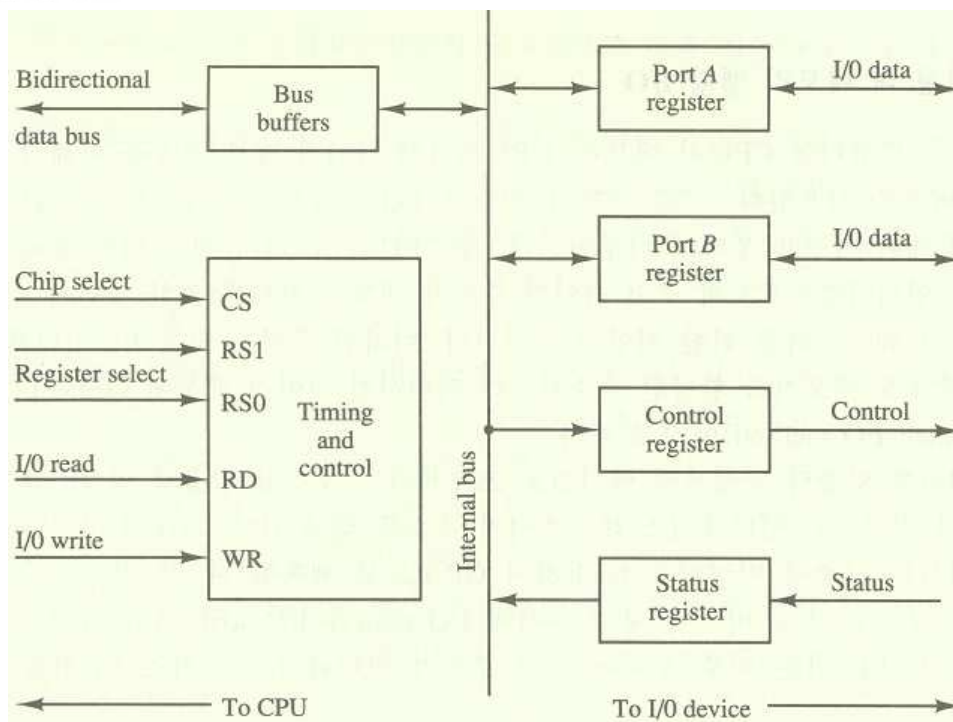 Bidirectional
data bus
Bus
buffers
Port A
register
I/0 data
Port B
register
I/0 data
Chip select
CS
RS1
Register select
RS0
I/0 read
RD
I/0 write
WR
Timing
and
control
Internal bus
Control
register
Control
Status
register
Status
To CPU
To I/0 device